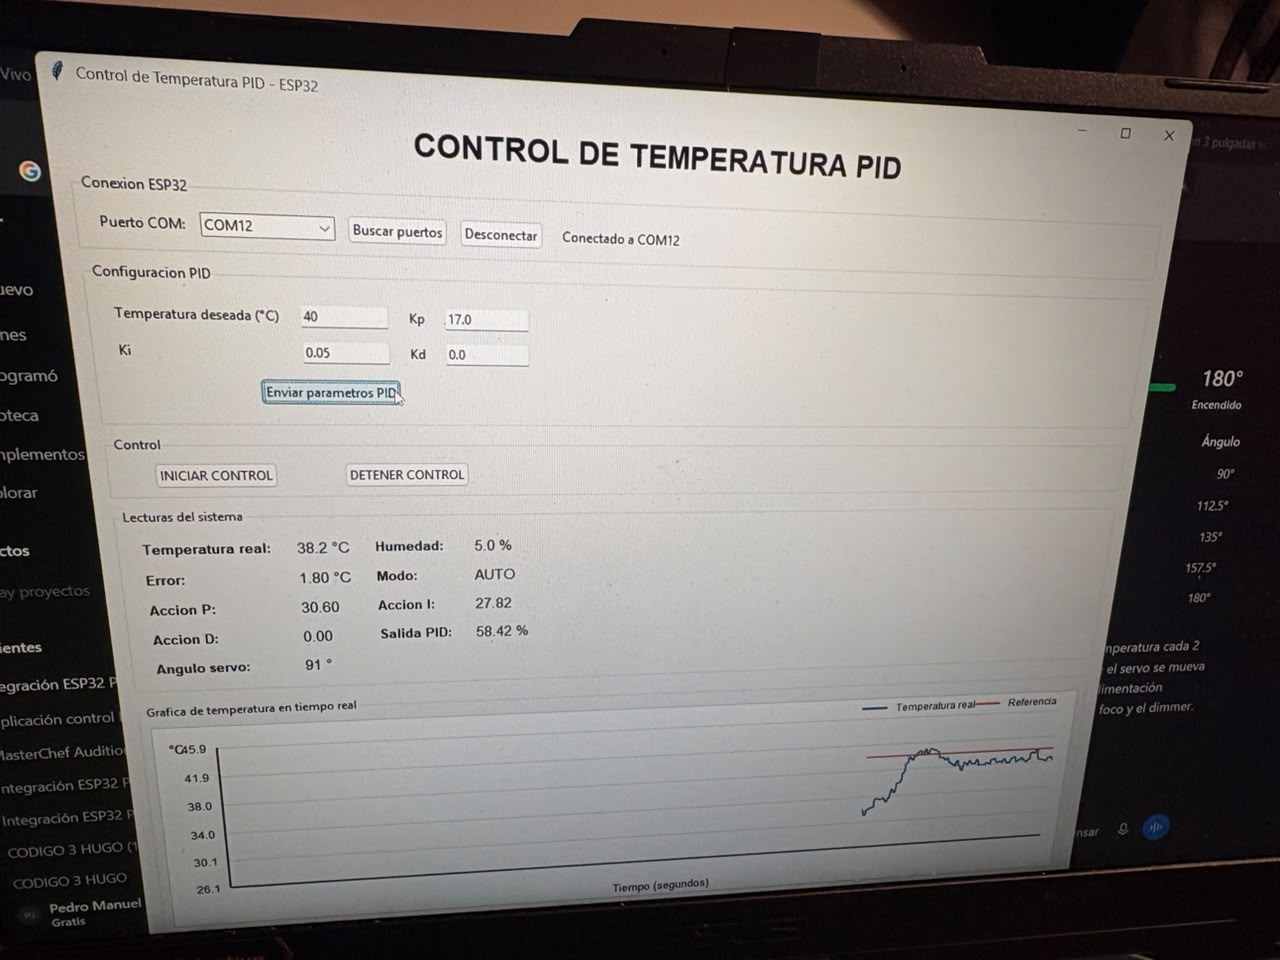 Control de Temperatura PID - ESP32
CONTROL DE TEMPERATURA PID
Conexion ESP32
Puerto COM: COM12 Buscar puertos Desconectar Conectado a COM12
Configuracion PID
Temperatura deseada (°C) 40 Kp 17.0
Ki 0.05 Kd 0.0
Enviar parametros PID
Control
INICIAR CONTROL DETENER CONTROL
Lecturas del sistema
Temperatura real: 38.2 °C Humedad: 5.0 %
Error: 1.80 °C Modo: AUTO
Accion P: 30.60 Accion I: 27.82
Accion D: 0.00 Salida PID: 58.42 %
Angulo servo: 91 °
Grafica de temperatura en tiempo real
Temperatura real Referencia
°C 45.9
41.9
38.0
34.0
30.1
26.1
Tiempo (segundos)
Vivo
uevo
nes
ogramó
oteca
mplementos
lorar
ctos
ay proyectos
ientes
egración ESP32 P
plicación control
MasterChef Auditio
ntegración ESP32 P
Integración ESP32 P
CODIGO 3 HUGO (1
CODIGO 3 HUGO
Pedro Manuel
Gratis
n 3 pulgadas
180°
Encendido
Ángulo
90°
112.5°
135°
157.5°
180°
mperatura cada 2
el servo se mueva
limentación
foco y el dimmer.
nsar